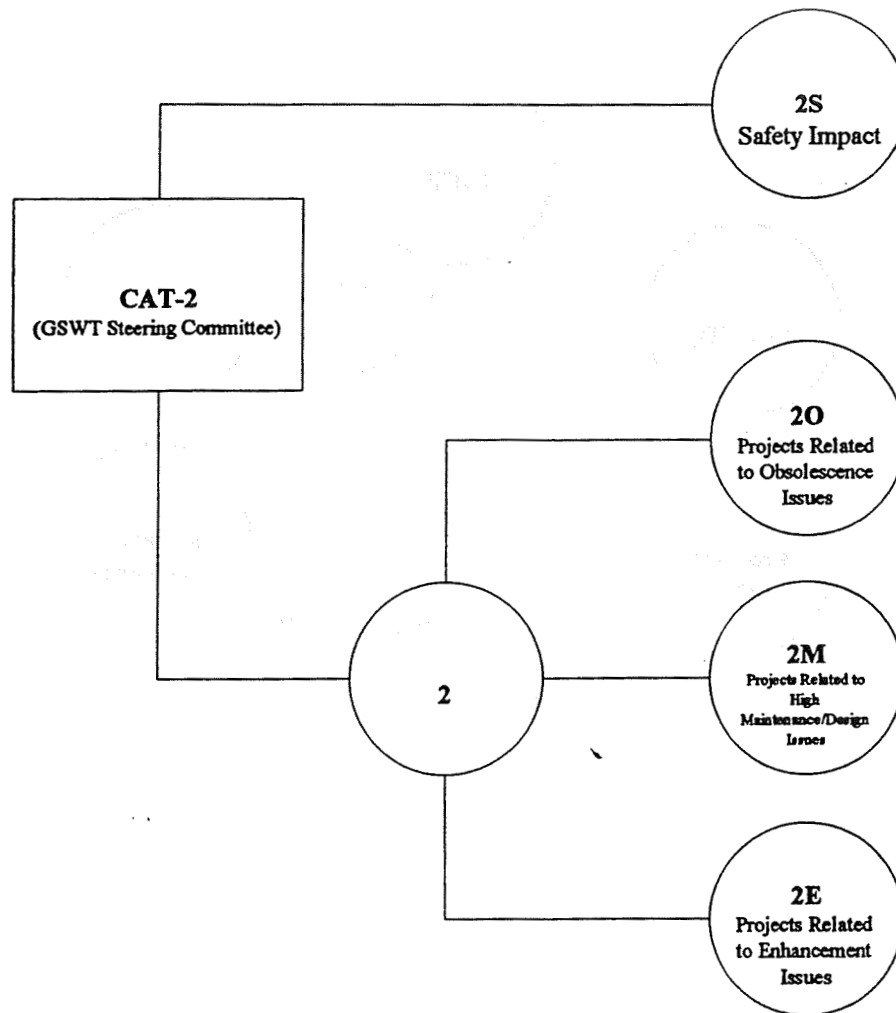 2S
Safety Impact
CAT-2
(GSWT Steering Committee)
2O
Projects Related
to Obsolescence
Issues
2
2M
Projects Related to
High
Maintenance/Design
Issues
2E
Projects Related
to Enhancement
Issues